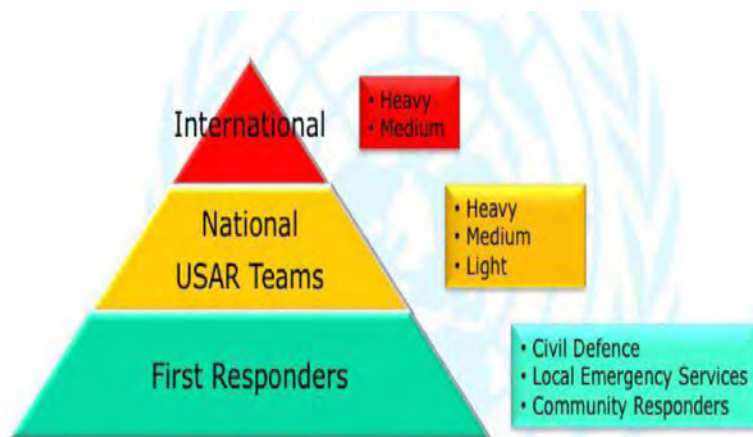 International
• Heavy
• Medium
National
USAR Teams
• Heavy
• Medium
• Light
First Responders
• Civil Defence
• Local Emergency Services
• Community Responders